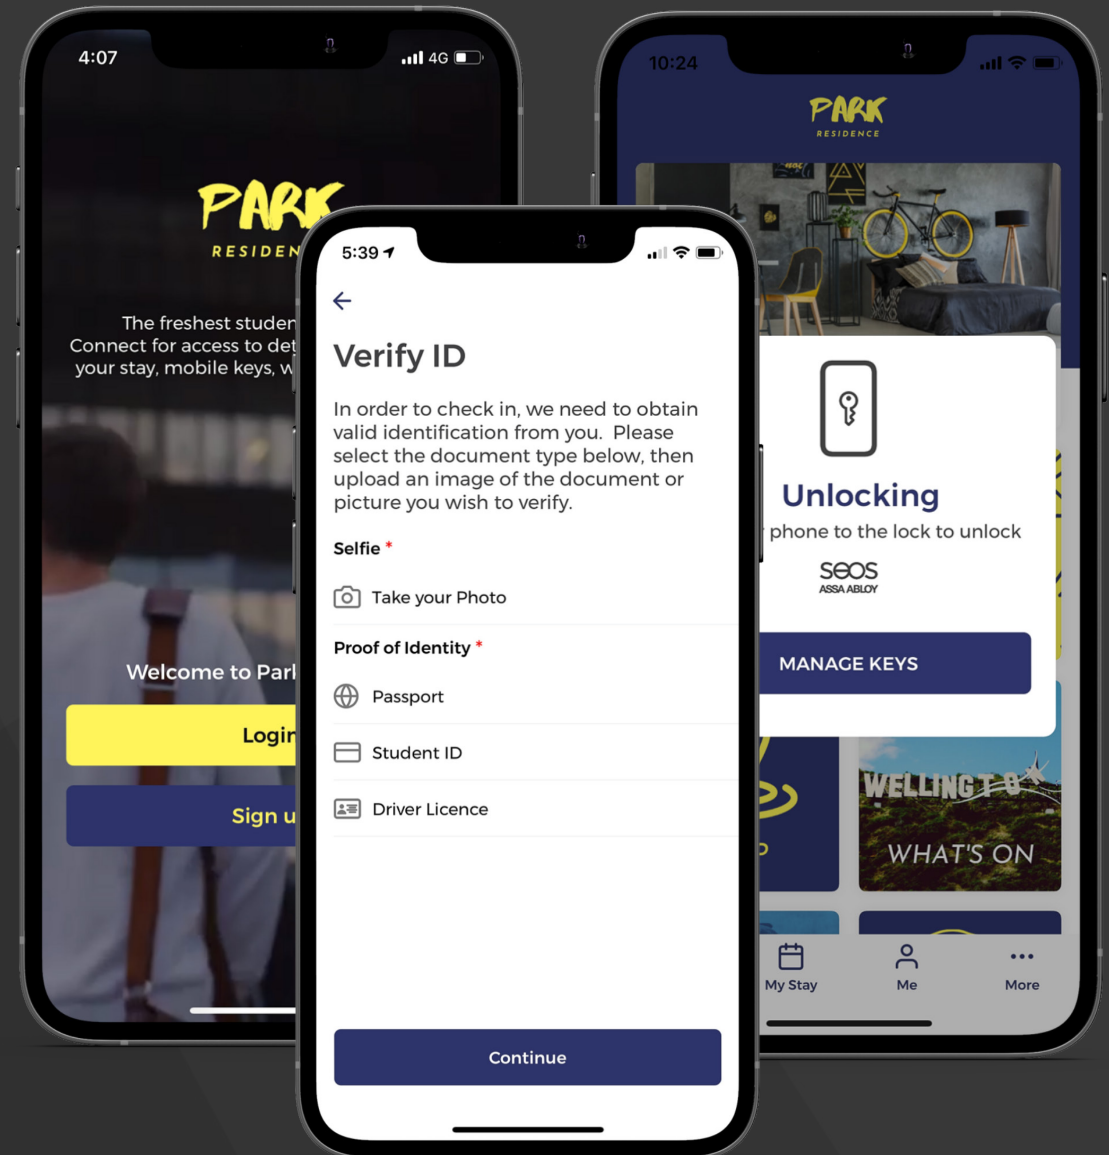 4:07
4G
PARK
RESIDEN
The freshest studen
Connect for access to det
your stay, mobile keys, w
Welcome to Parl
Login
Sign u
5:39
Verify ID
In order to check in, we need to obtain
valid identification from you. Please
select the document type below, then
upload an image of the document or
picture you wish to verify.
Selfie *
Take your Photo
Proof of Identity *
Passport
Student ID
Driver Licence
Continue
10:24
PARK
RESIDENCE
Unlocking
phone to the lock to unlock
SEOS
ASSA ABLOY
MANAGE KEYS
WELLINGT
WHAT'S ON
My Stay
Me
More